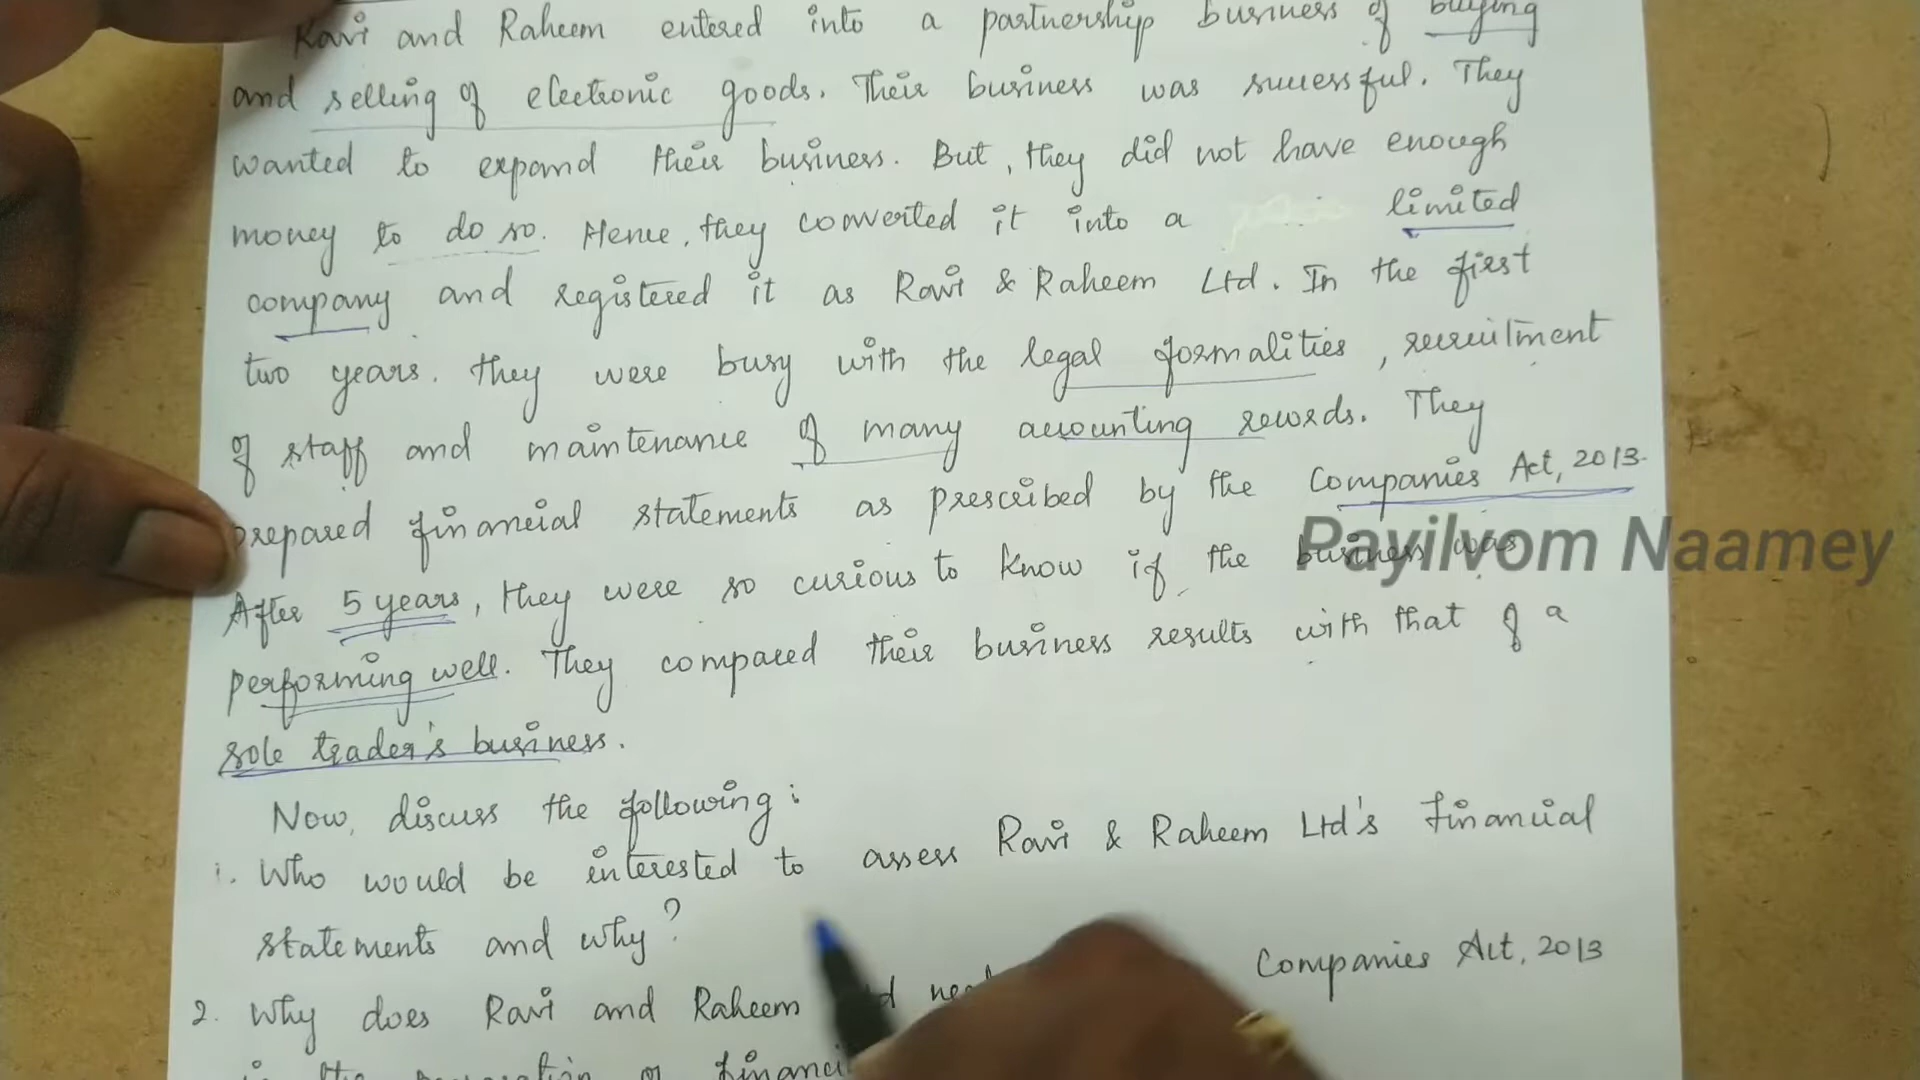 Ravi and Raheem entered into a partnership business of buying
and selling of electronic goods. Their business was successful. They
wanted to expand their business. But, they did not have enough
money to do so. Hence, they converted it into a limited
company and registered it as Ravi & Raheem Ltd. In the first
two years. they were busy with the legal formalities, recruitment
of staff and maintenance of many accounting records. They
prepared financial statements as prescribed by the Companies Act, 2013.
Payilvom Naamey
After 5 years, they were so curious to know if the business was
performing well. They compared their business results with that of a
sole trader's business.
Now, discuss the following:
1. Who would be interested to assess Ravi & Raheem Ltd's financial
statements and why?
2. Why does Ravi and Raheem Companies Act, 2013